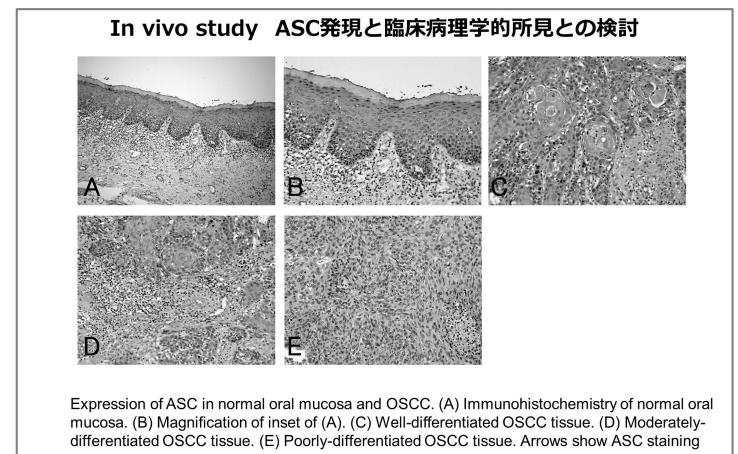 In vivo study ASC発現と臨床病理学的所見との検討
A
B
C
D
E
Expression of ASC in normal oral mucosa and OSCC. (A) Immunohistochemistry of normal oral
mucosa. (B) Magnification of inset of (A). (C) Well-differentiated OSCC tissue. (D) Moderately-
differentiated OSCC tissue. (E) Poorly-differentiated OSCC tissue. Arrows show ASC staining